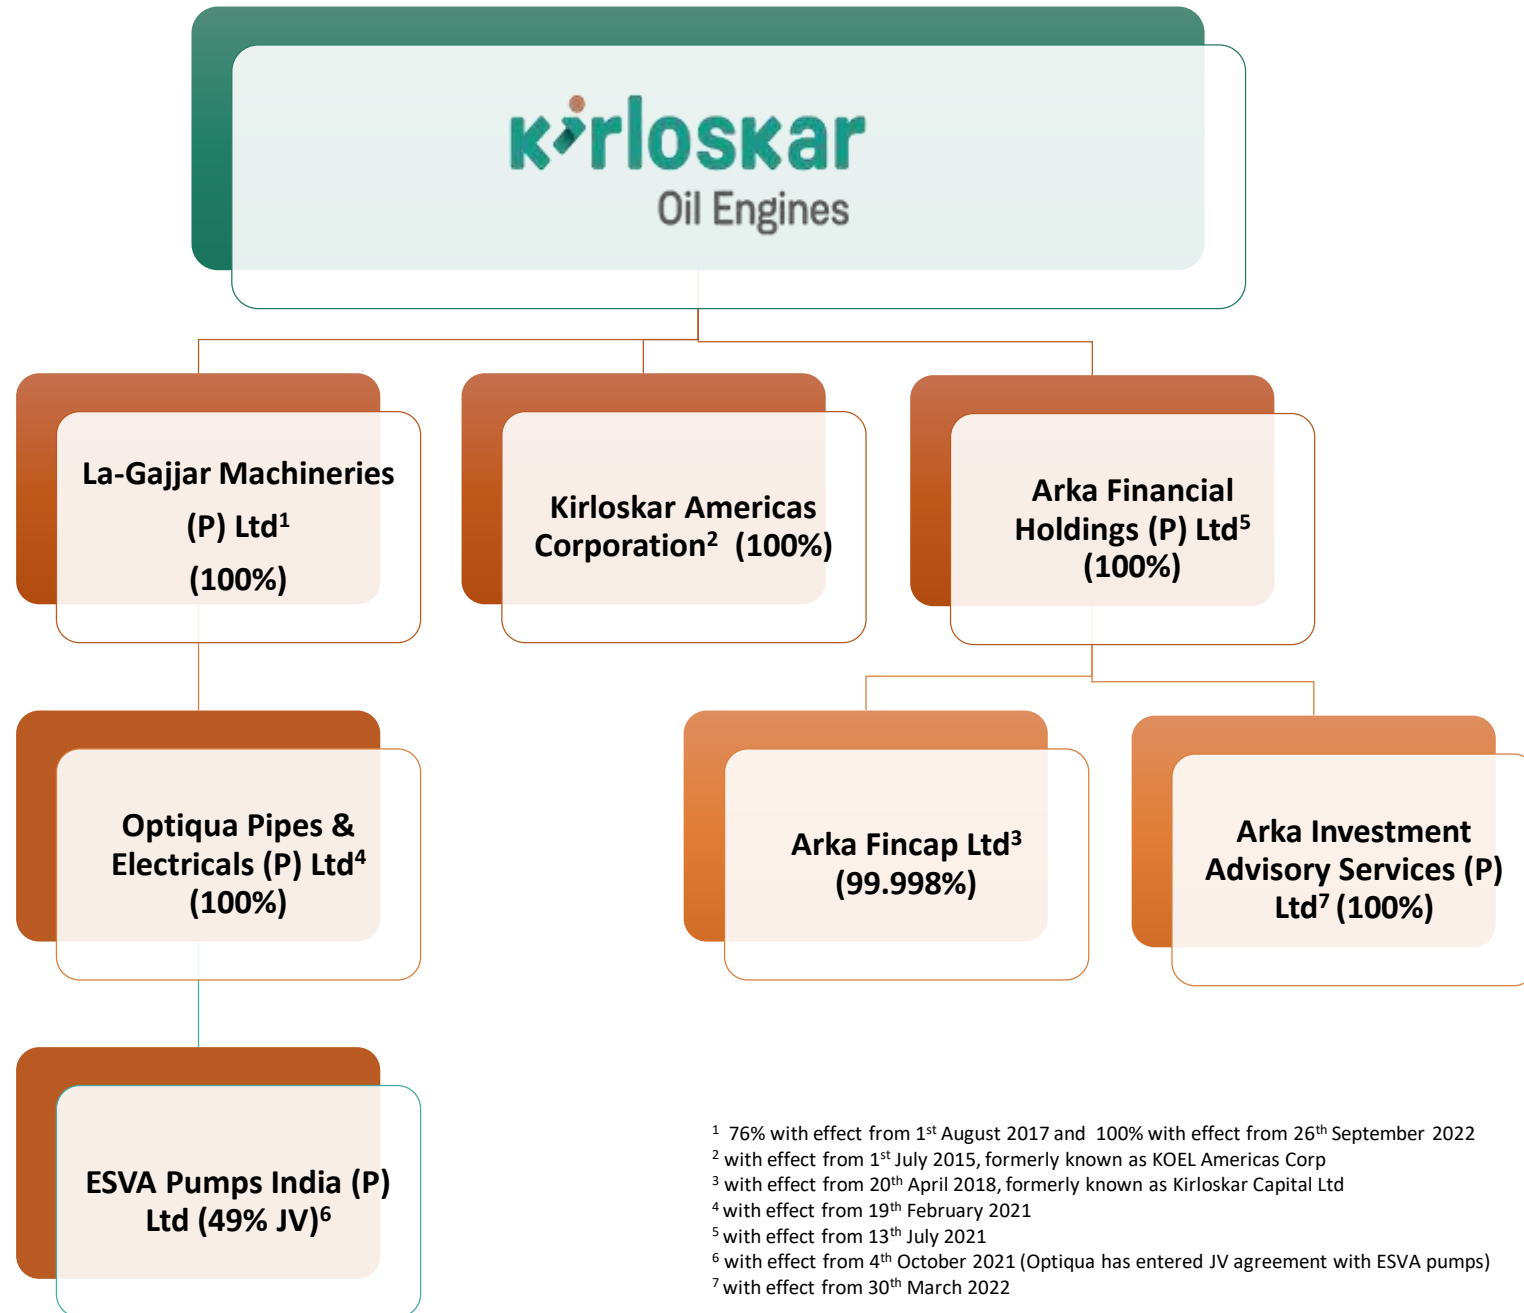 Kirloskar
Oil Engines
La-Gajjar Machineries
(P) Ltd¹
(100%)
Kirloskar Americas
Corporation² (100%)
Arka Financial
Holdings (P) Ltd⁵
(100%)
Optiqua Pipes &
Electricals (P) Ltd⁴
(100%)
Arka Fincap Ltd³
(99.998%)
Arka Investment
Advisory Services (P)
Ltd⁷ (100%)
ESVA Pumps India (P)
Ltd (49% JV)⁶
¹ 76% with effect from 1st August 2017 and 100% with effect from 26th September 2022
² with effect from 1st July 2015, formerly known as KOEL Americas Corp
³ with effect from 20th April 2018, formerly known as Kirloskar Capital Ltd
⁴ with effect from 19th February 2021
⁵ with effect from 13th July 2021
⁶ with effect from 4th October 2021 (Optiqua has entered JV agreement with ESVA pumps)
⁷ with effect from 30th March 2022